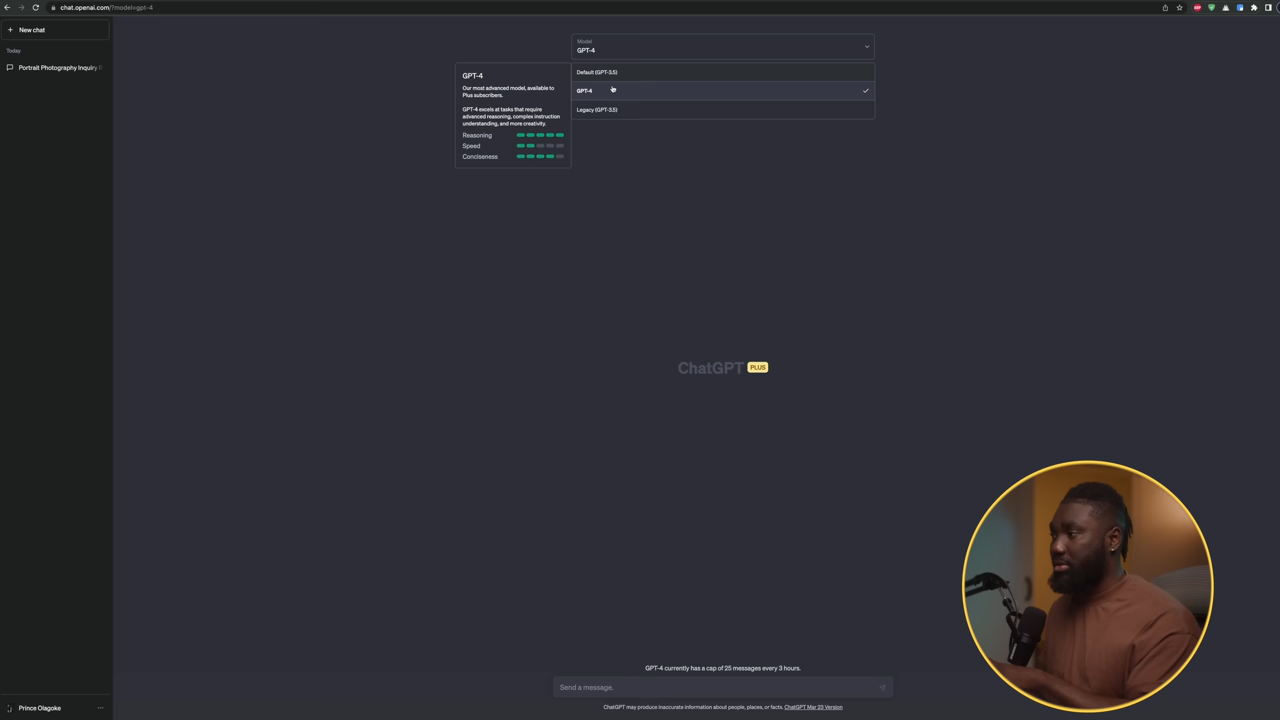 chat.openai.com/?model=gpt-4
+ New chat
Today
Portrait Photography Inquiry
Model
GPT-4
Default (GPT-3.5)
GPT-4
Legacy (GPT-3.5)
GPT-4
Our most advanced model, available to
Plus subscribers.
GPT-4 excels at tasks that require
advanced reasoning, complex instruction
understanding, and more creativity.
Reasoning
Speed
Conciseness
ChatGPT PLUS
GPT-4 currently has a cap of 25 messages every 3 hours.
Send a message.
ChatGPT may produce inaccurate information about people, places, or facts. ChatGPT Mar 23 Version
Prince Olagoke